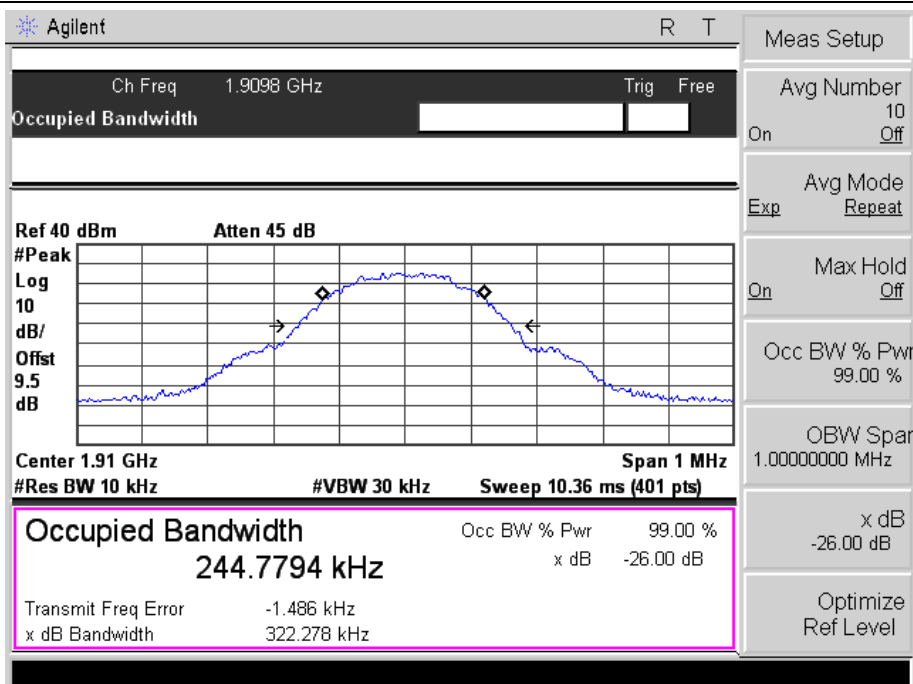 Agilent R T
Meas Setup
Ch Freq 1.9098 GHz Trig Free
Occupied Bandwidth
Avg Number
10
On Off
Avg Mode
Exp Repeat
Max Hold
On Off
Occ BW % Pwr
99.00 %
OBW Span
1.00000000 MHz
x dB
-26.00 dB
Optimize
Ref Level
Ref 40 dBm Atten 45 dB
#Peak
Log
10
dB/
Offst
9.5
dB
Center 1.91 GHz Span 1 MHz
#Res BW 10 kHz #VBW 30 kHz Sweep 10.36 ms (401 pts)
Occupied Bandwidth
244.7794 kHz
Occ BW % Pwr 99.00 %
x dB -26.00 dB
Transmit Freq Error -1.486 kHz
x dB Bandwidth 322.278 kHz